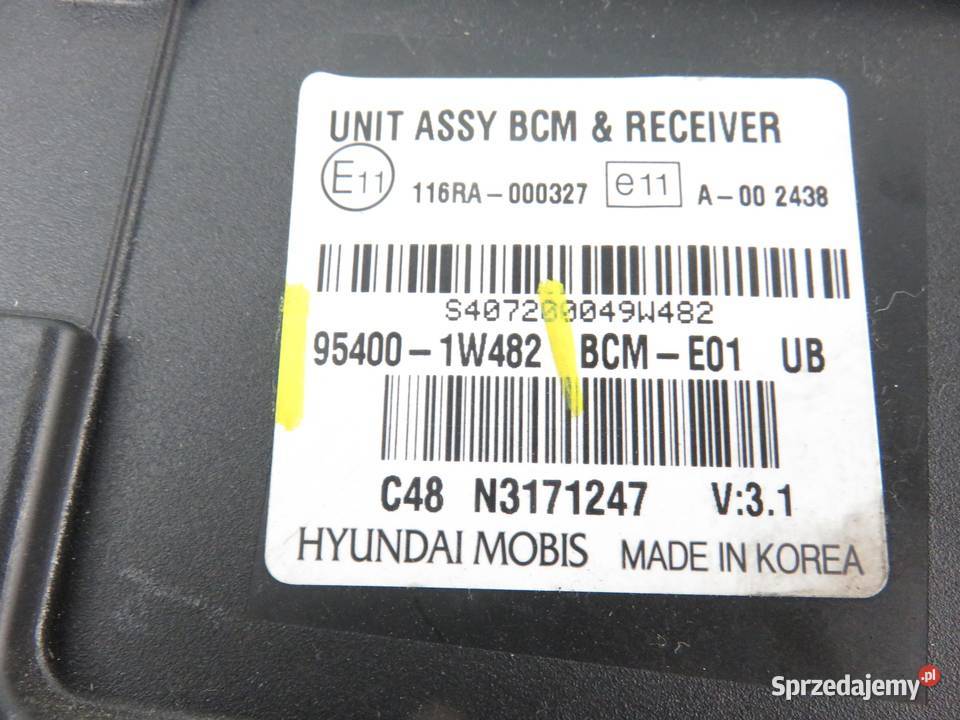 UNIT ASSY BCM & RECEIVER
E11 116RA-000327 e11 A-00 2438
S407200049W482
95400-1W482 BCM-E01 UB
C48 N3171247 V:3.1
HYUNDAI MOBIS MADE IN KOREA
Sprzedajemy.pl